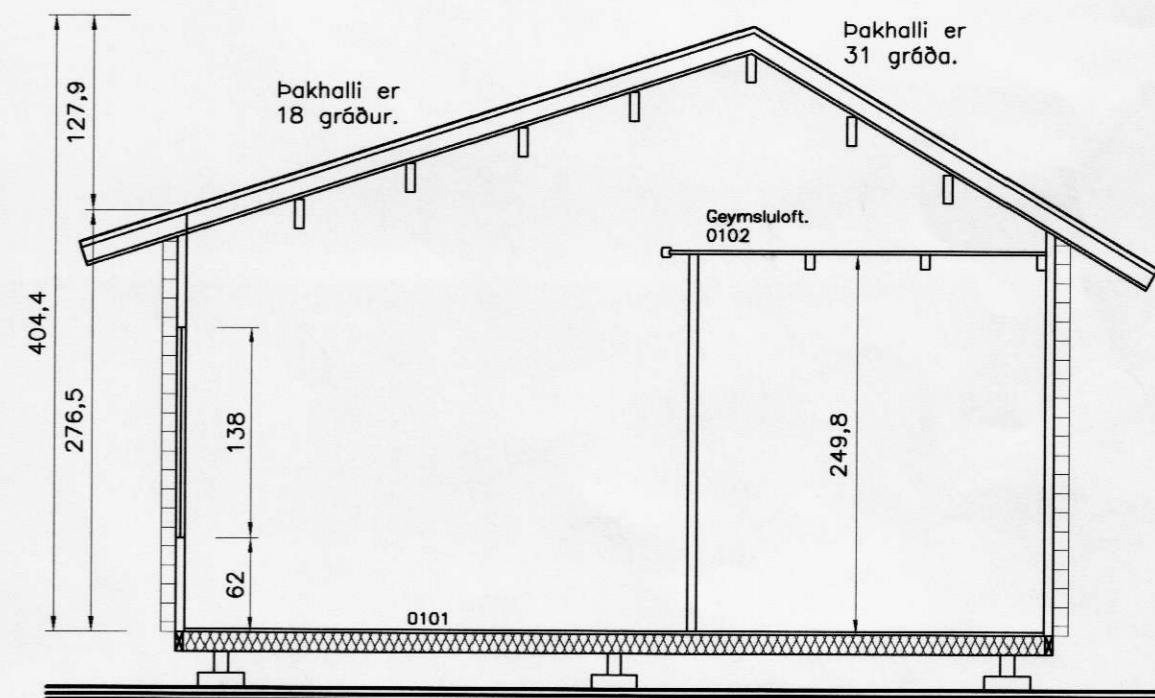 Þakhalli er
31 gráða.
Þakhalli er
18 gráður.
127,9
Geymsluloft.
0102
404,4
276,5
138
249,8
62
0101